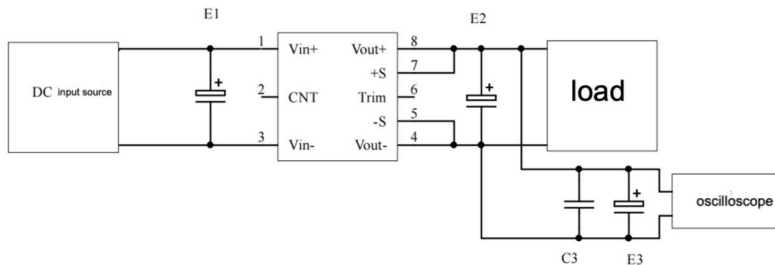 E1
E2
DC input source
1
Vin+
Vout+
8
+S
7
2
CNT
Trim
6
-S
5
3
Vin-
Vout-
4
+
+
load
+
oscilloscope
C3
E3